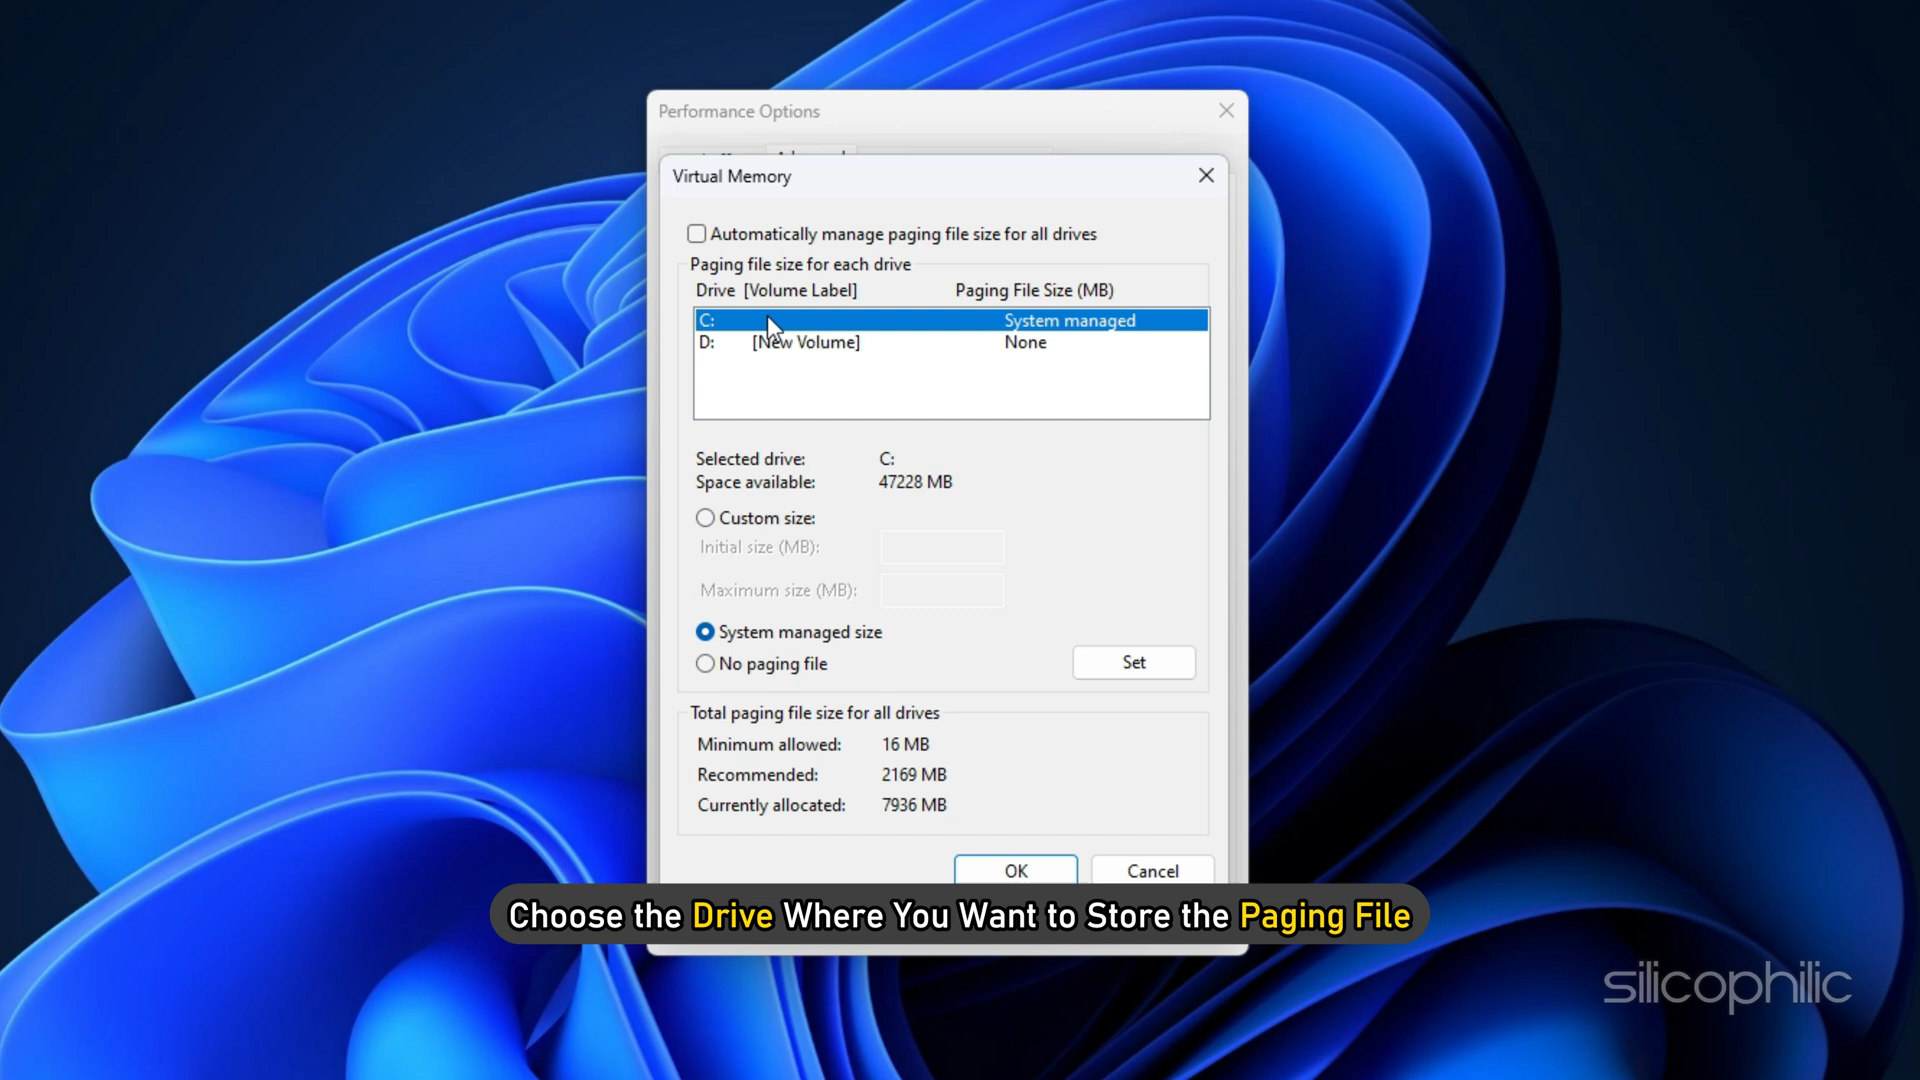 Performance Options
Virtual Memory
Automatically manage paging file size for all drives
Paging file size for each drive
Drive [Volume Label] Paging File Size (MB)
C: System managed
D: [New Volume] None
Selected drive: C:
Space available: 47228 MB
Custom size:
Initial size (MB):
Maximum size (MB):
System managed size
No paging file
Set
Total paging file size for all drives
Minimum allowed: 16 MB
Recommended: 2169 MB
Currently allocated: 7936 MB
OK Cancel
Choose the Drive Where You Want to Store the Paging File
silicophilic